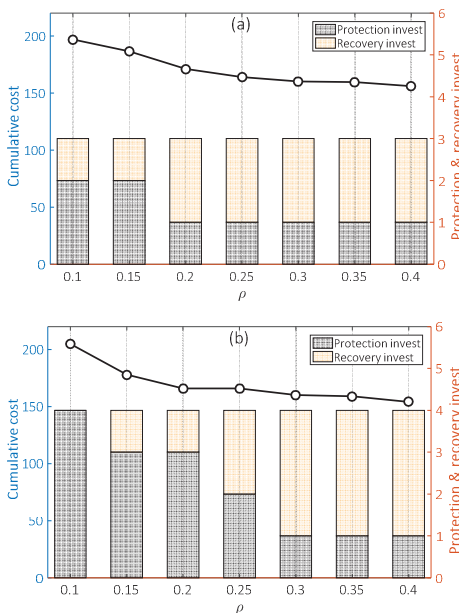 (a)
Protection invest
Recovery invest
Cumulative cost
200
150
100
50
0
6
5
4
3
2
1
0
Protection & recovery invest
0.1 0.15 0.2 0.25 0.3 0.35 0.4
ρ
(b)
Protection invest
Recovery invest
Cumulative cost
200
150
100
50
0
6
5
4
3
2
1
0
Protection & recovery invest
0.1 0.15 0.2 0.25 0.3 0.35 0.4
ρ